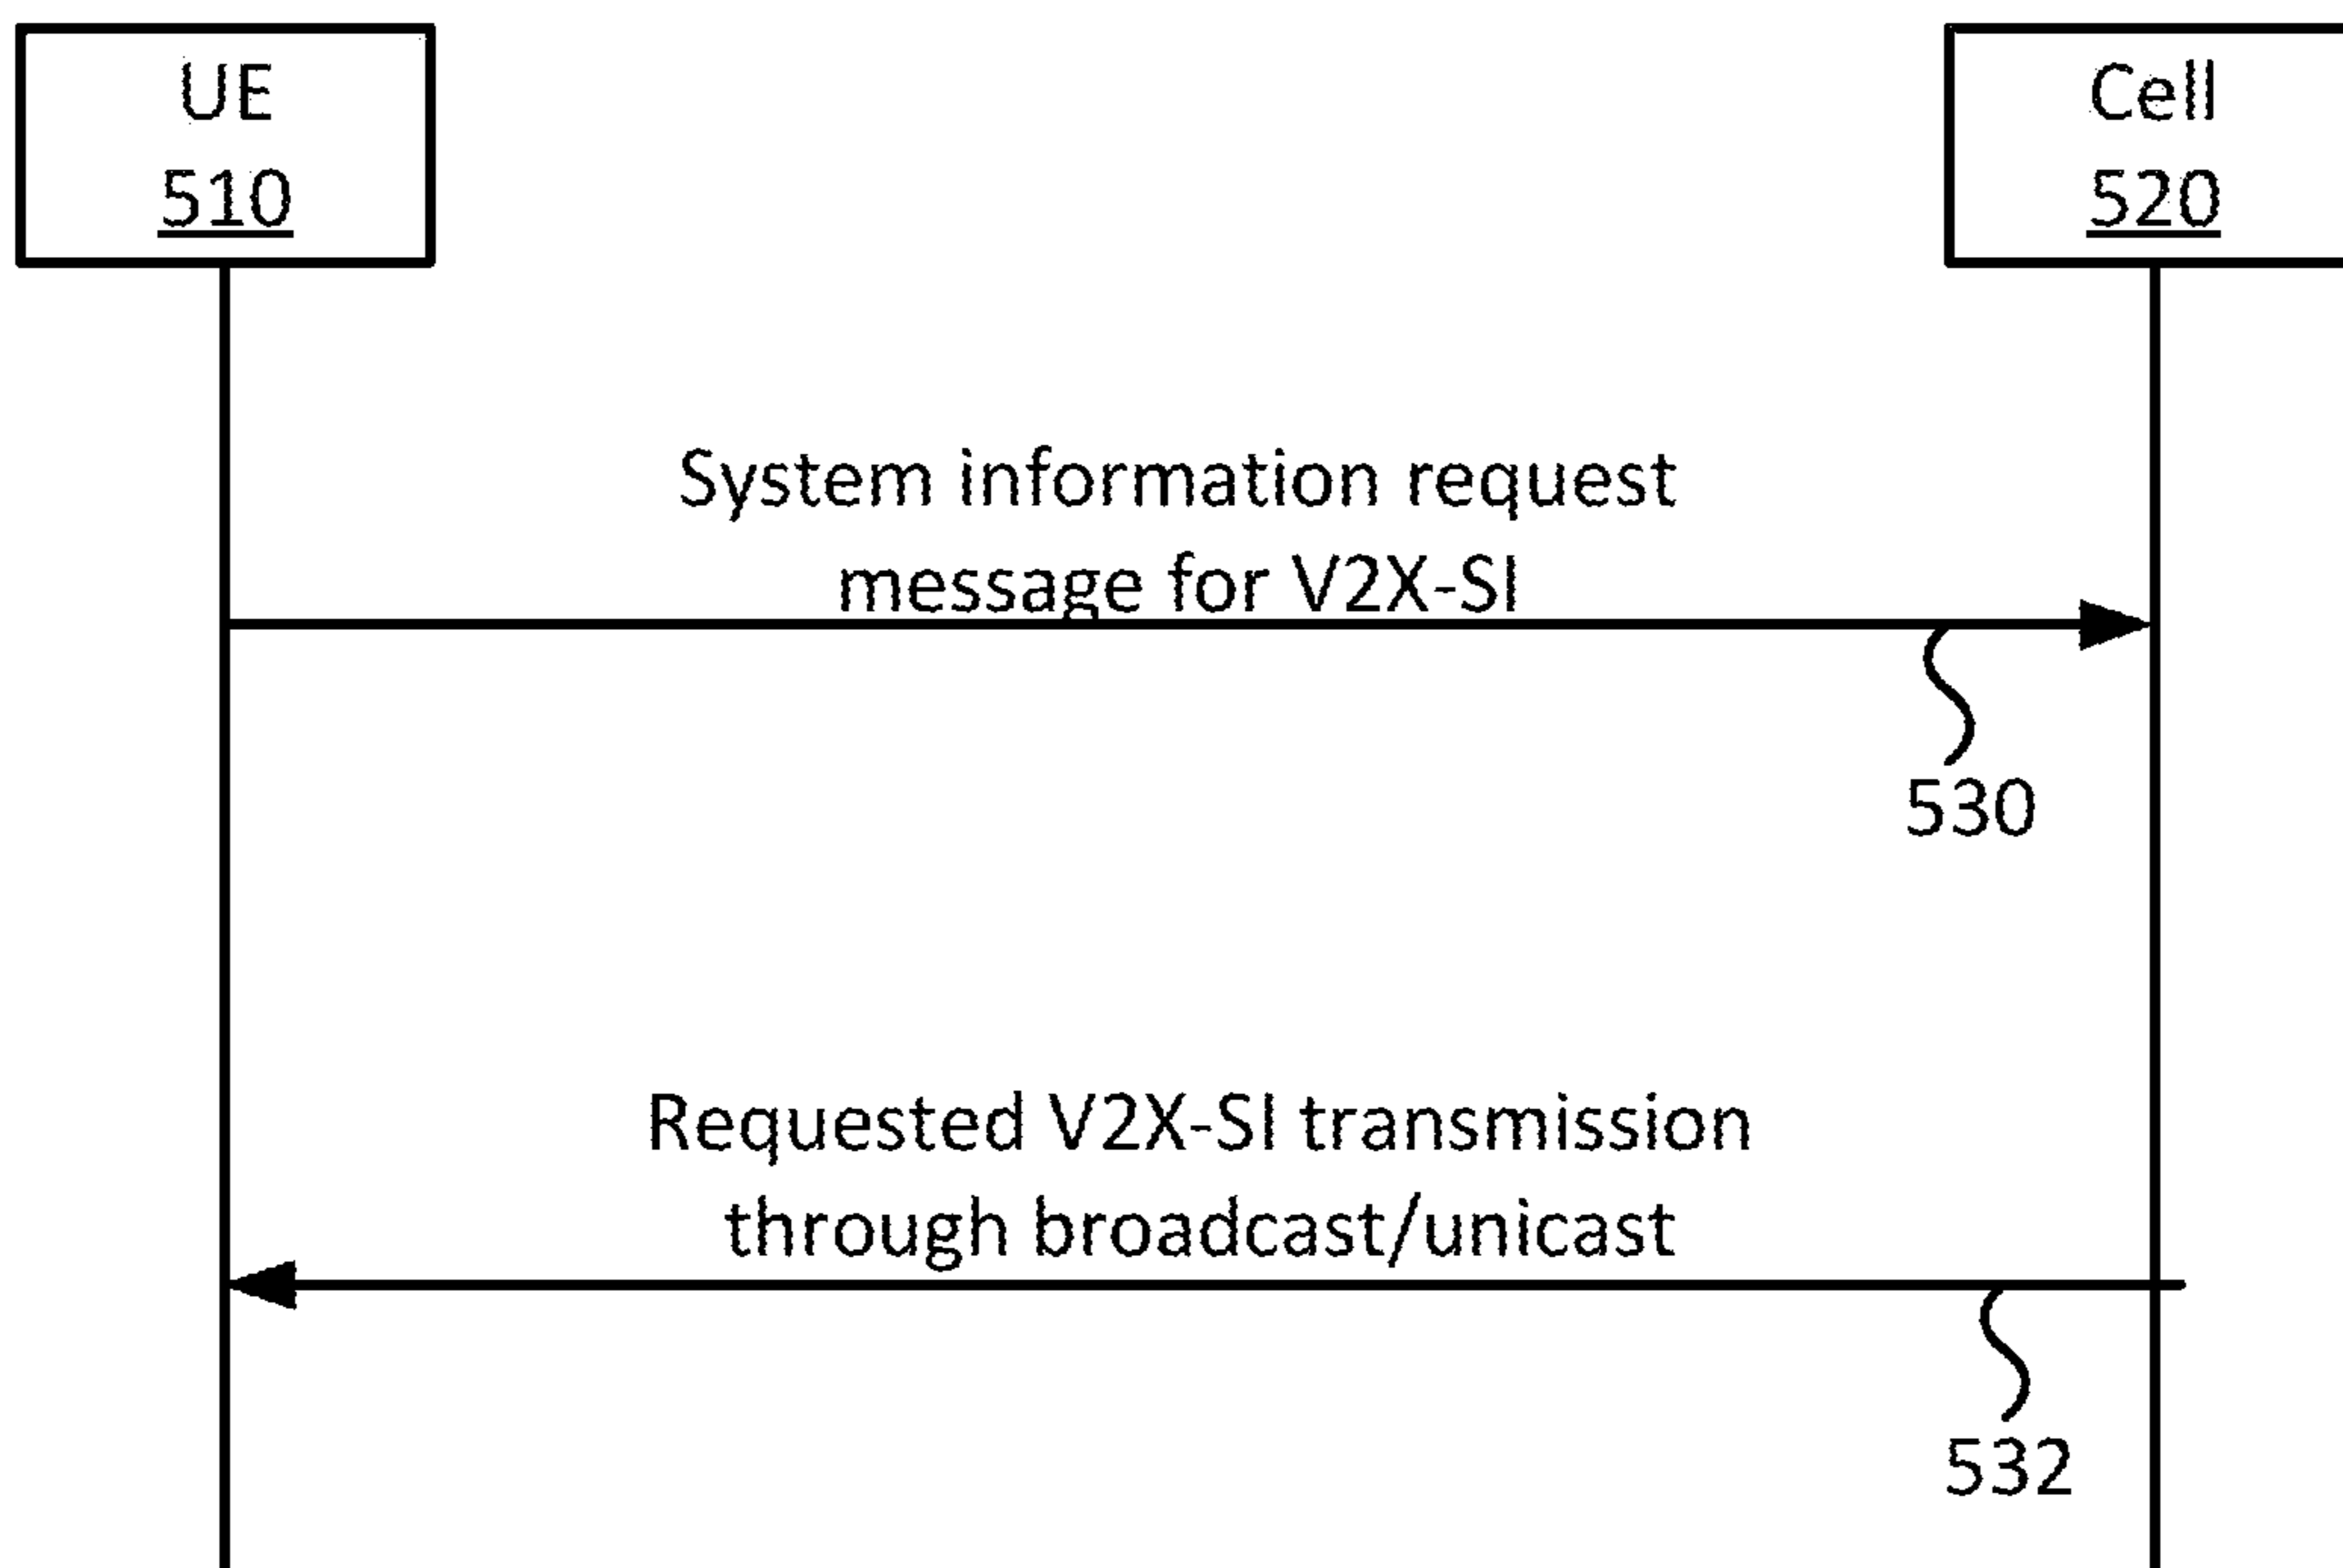 UE
510
Cell
520
System information request
message for V2X-SI
530
Requested V2X-SI transmission
through broadcast/unicast
532